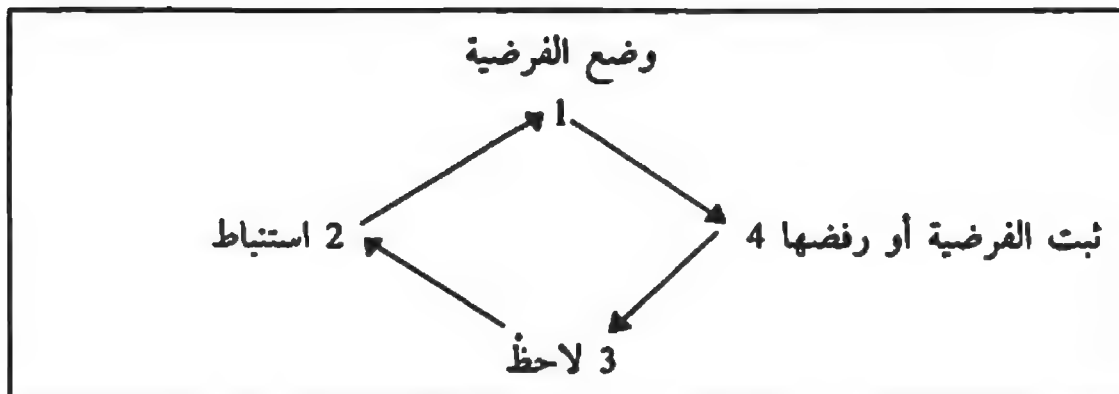 وضع الفرضية
1
ثبت الفرضية أو رفضها 4
2 استنباط
3 لاحظْ